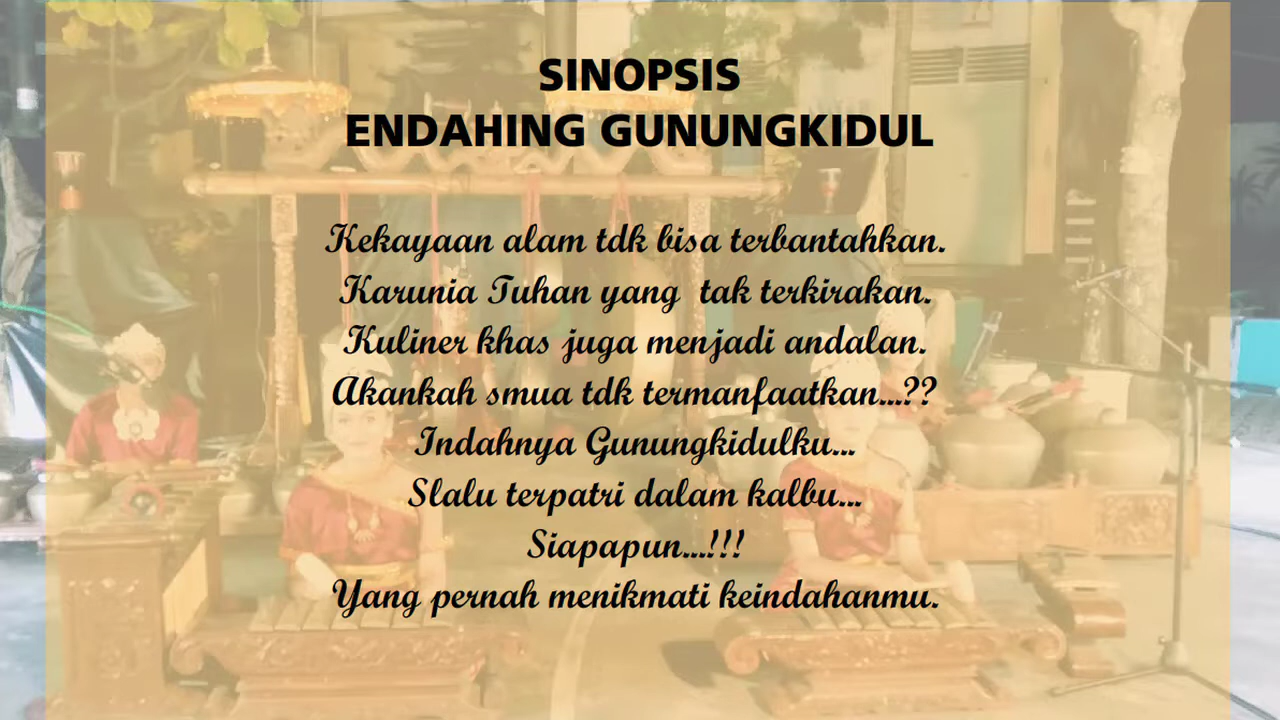 SINOPSIS
ENDAHING GUNUNGKIDUL
Kekayaan alam tdk bisa terbantahkan.
Karunia Tuhan yang tak terkirakan.
Kuliner khas juga menjadi andalan.
Akankah smua tdk termanfaatkan...??
Indahnya Gunungkidulku...
Slalu terpatri dalam kalbu...
Siapapun...!!!
Yang pernah menikmati keindahanmu.